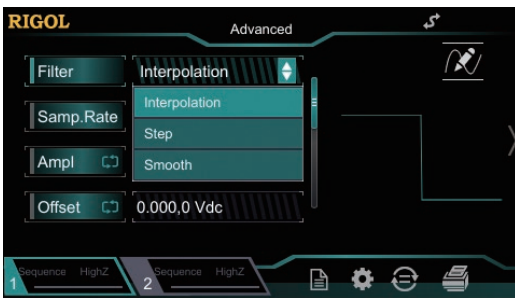 RIGOL
Advanced
Filter Interpolation
Interpolation
Samp.Rate
Step
Ampl Smooth
Offset 0.000,0 Vdc
1 Sequence HighZ
2 Sequence HighZ